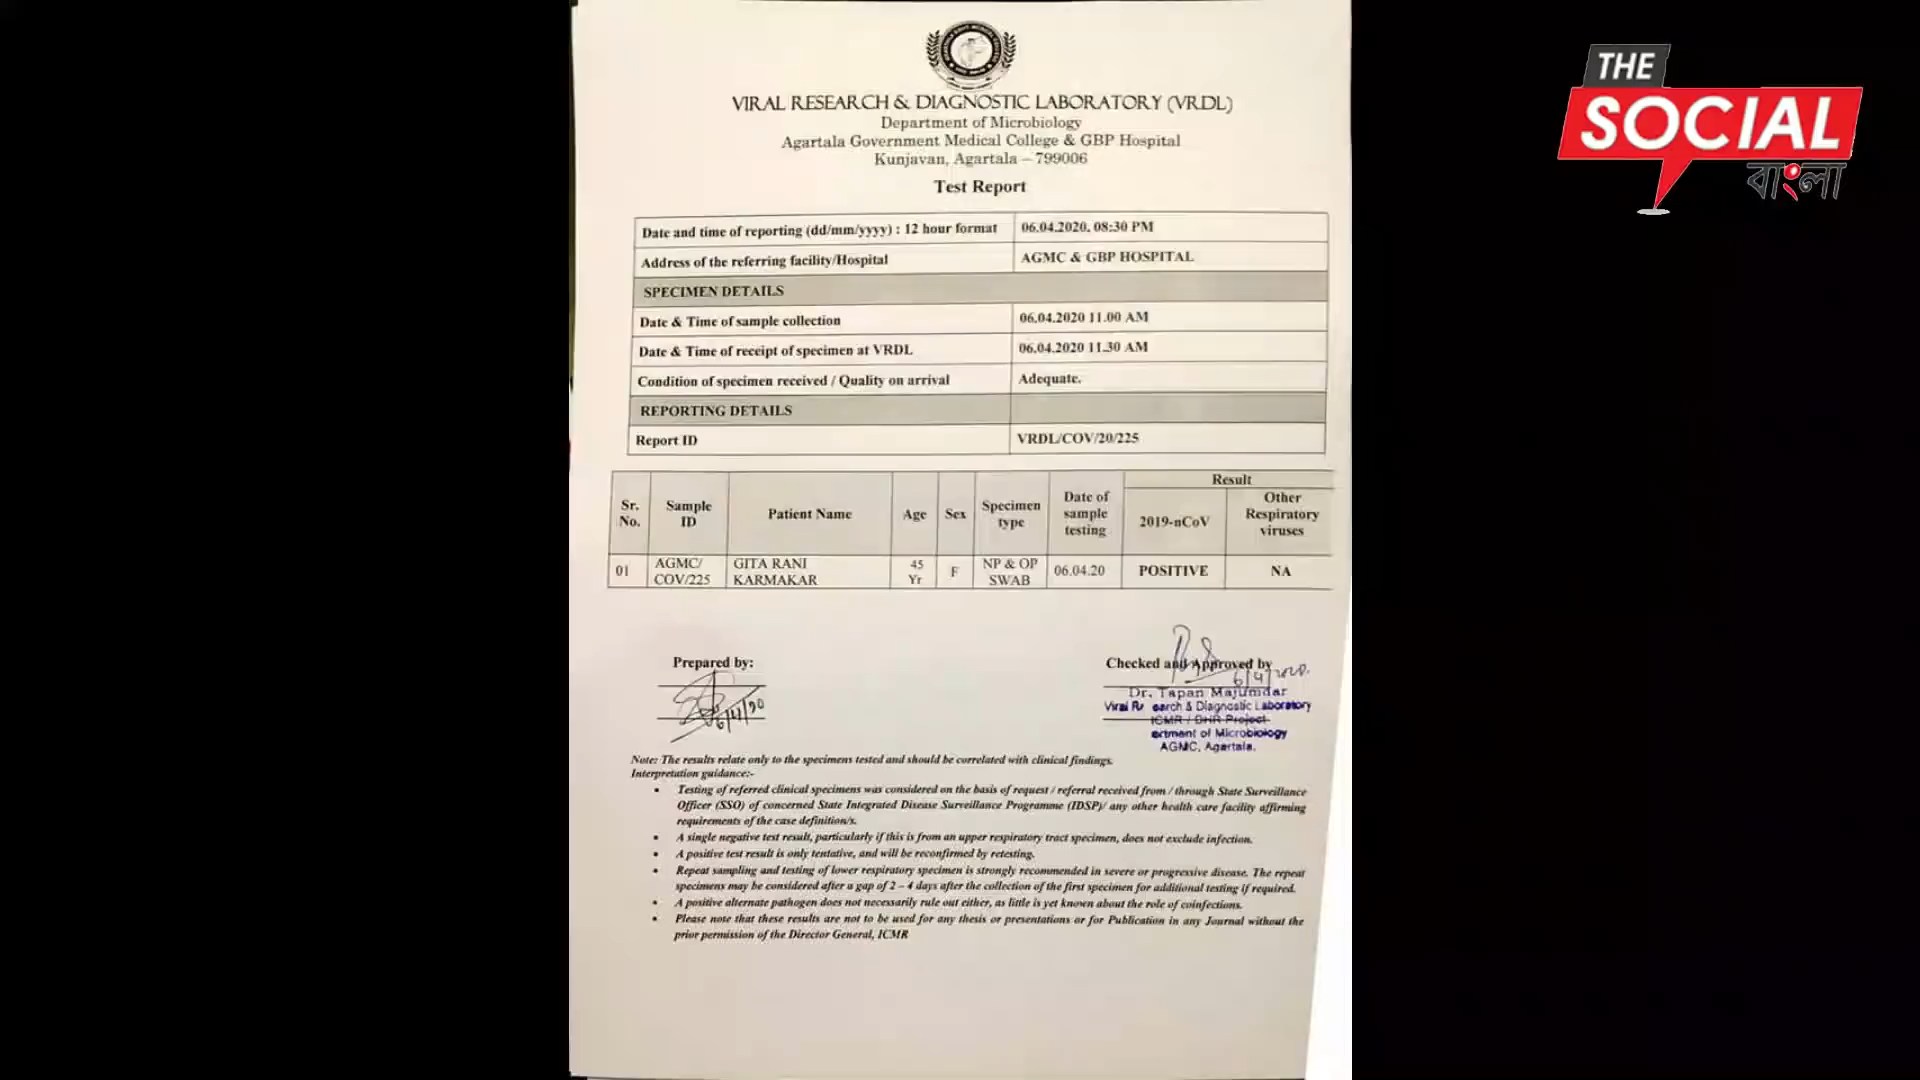 THE
SOCIAL
বাংলা
VIRAL RESEARCH & DIAGNOSTIC LABORATORY (VRDL)
Department of Microbiology
Agartala Government Medical College & GBP Hospital
Kunjavan, Agartala – 799006
Test Report
Date and time of reporting (dd/mm/yyyy) : 12 hour format 06.04.2020. 08:30 PM
Address of the referring facility/Hospital AGMC & GBP HOSPITAL
SPECIMEN DETAILS
Date & Time of sample collection 06.04.2020 11.00 AM
Date & Time of receipt of specimen at VRDL 06.04.2020 11.30 AM
Condition of specimen received / Quality on arrival Adequate.
REPORTING DETAILS
Report ID VRDL/COV/20/225
Sr. No. Sample ID Patient Name Age Sex Specimen type Date of sample testing Result 2019-nCoV Other Respiratory viruses
01 AGMC/ COV/225 GITA RANI KARMAKAR 45 Yr F NP & OP SWAB 06.04.20 POSITIVE NA
Prepared by:
6/4/20
Checked and Approved by
6/4/2020.
Dr. Tapan Majumdar
Viral Re earch & Diagnostic Laboratory
ICMR / DHR Project
artment of Microbiology
AGMC, Agartala.
Note: The results relate only to the specimens tested and should be correlated with clinical findings.
Interpretation guidance:-
• Testing of referred clinical specimens was considered on the basis of request / referral received from / through State Surveillance
Officer (SSO) of concerned State Integrated Disease Surveillance Programme (IDSP)/ any other health care facility affirming
requirements of the case definition/s.
• A single negative test result, particularly if this is from an upper respiratory tract specimen, does not exclude infection.
• A positive test result is only tentative, and will be reconfirmed by retesting.
• Repeat sampling and testing of lower respiratory specimen is strongly recommended in severe or progressive disease. The repeat
specimens may be considered after a gap of 2 – 4 days after the collection of the first specimen for additional testing if required.
• A positive alternate pathogen does not necessarily rule out either, as little is yet known about the role of coinfections.
• Please note that these results are not to be used for any thesis or presentations or for Publication in any Journal without the
prior permission of the Director General, ICMR